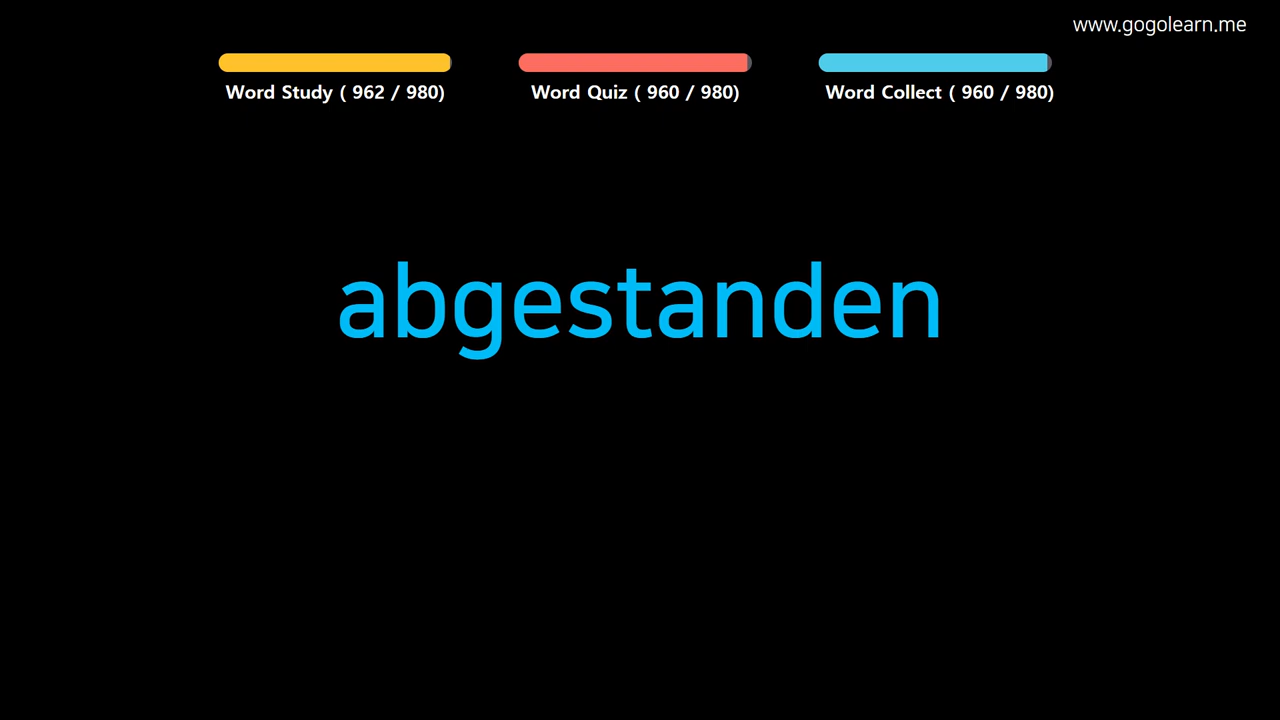 www.gogolearn.me
Word Study ( 962 / 980)
Word Quiz ( 960 / 980)
Word Collect ( 960 / 980)
abgestanden